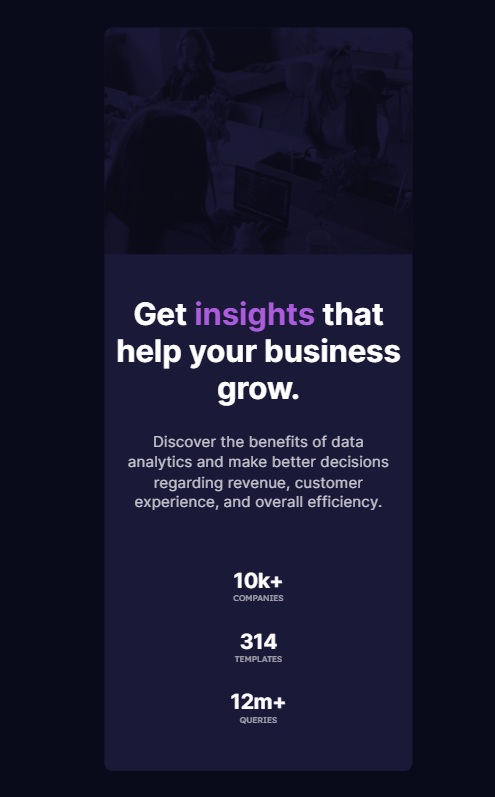 Get insights that
help your business
grow.
Discover the benefits of data
analytics and make better decisions
regarding revenue, customer
experience, and overall efficiency.
10k+
COMPANIES
314
TEMPLATES
12m+
QUERIES